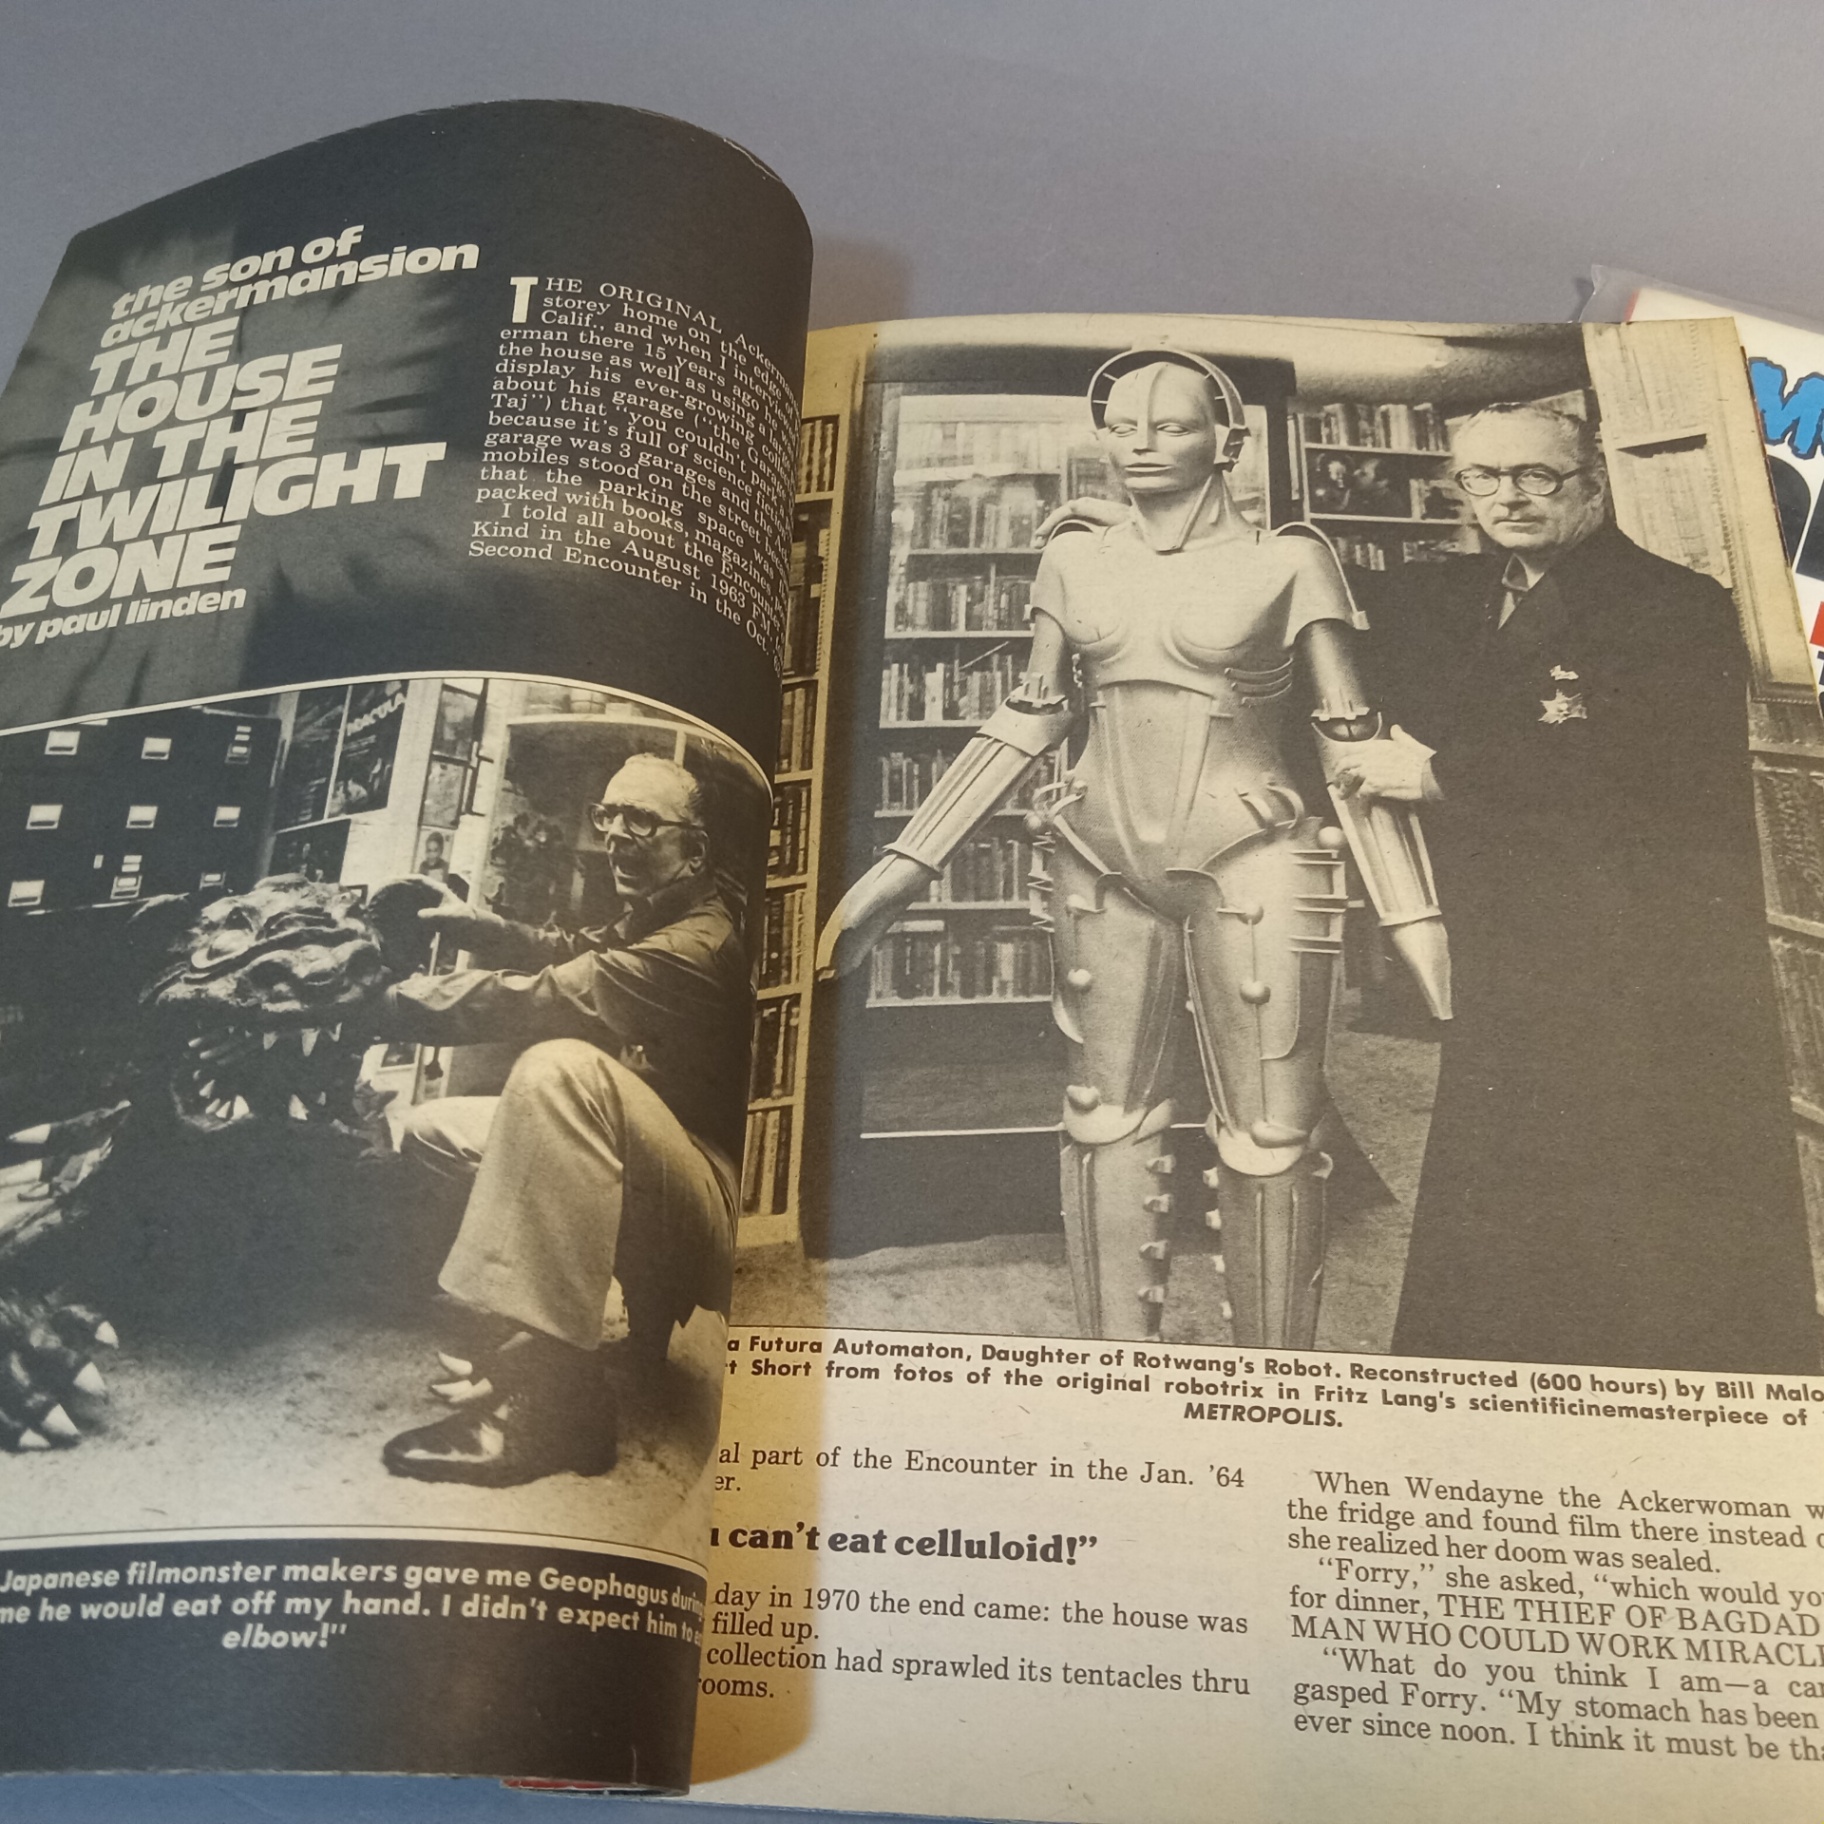 the son of
ackermansion
THE
HOUSE
IN THE
TWILIGHT
ZONE
by paul linden
THE ORIGINAL
storey home on the
Calif., and when I
erman there 15 years ago he
the house as well as using a
display his ever-growing
about his garage ("the
Taj") that "you couldn't park
because it's full of science fiction
garage was 3 garages and the
mobiles stood on the street
that the parking space was
packed with books, magazines,
I told all about the Encounter
Kind in the August 1963 FM.
Second Encounter in the Oct.
DRACULA
Japanese filmonster makers gave me Geophagus
me he would eat off my hand. I didn't expect him to
elbow!"
a Futura Automaton, Daughter of Rotwang's Robot. Reconstructed (600 hours) by Bill Malo
t Short from fotos of the original robotrix in Fritz Lang's scientificinemasterpiece of
METROPOLIS.
al part of the Encounter in the Jan. '64
er.
can't eat celluloid!"
day in 1970 the end came: the house was
filled up.
collection had sprawled its tentacles thru
ooms.
When Wendayne the Ackerwoman w
the fridge and found film there instead o
she realized her doom was sealed.
"Forry," she asked, "which would yo
for dinner, THE THIEF OF BAGDAD
MAN WHO COULD WORK MIRACL
"What do you think I am—a ca
gasped Forry. "My stomach has been
ever since noon. I think it must be tha